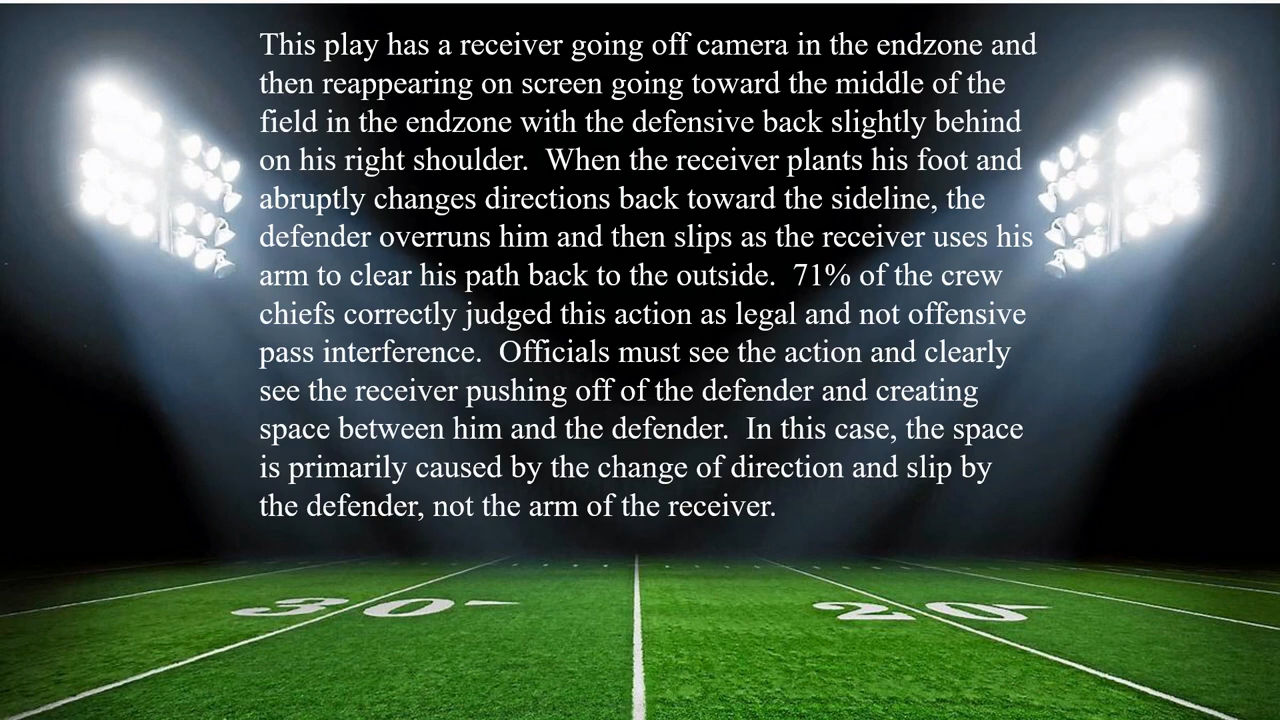 This play has a receiver going off camera in the endzone and
then reappearing on screen going toward the middle of the
field in the endzone with the defensive back slightly behind
on his right shoulder.  When the receiver plants his foot and
abruptly changes directions back toward the sideline, the
defender overruns him and then slips as the receiver uses his
arm to clear his path back to the outside.  71% of the crew
chiefs correctly judged this action as legal and not offensive
pass interference.  Officials must see the action and clearly
see the receiver pushing off of the defender and creating
space between him and the defender.  In this case, the space
is primarily caused by the change of direction and slip by
the defender, not the arm of the receiver.
30 20